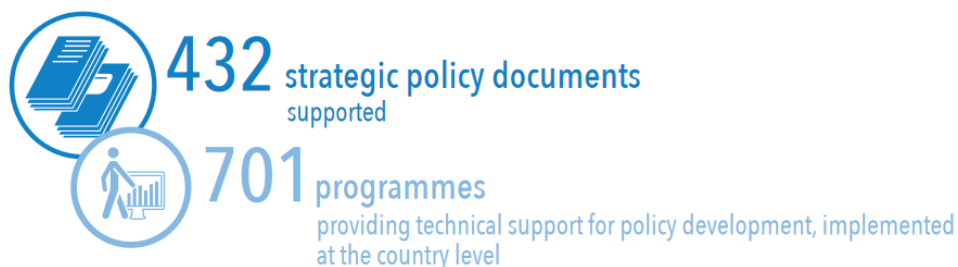 432 strategic policy documents
supported
701 programmes
providing technical support for policy development, implemented
at the country level